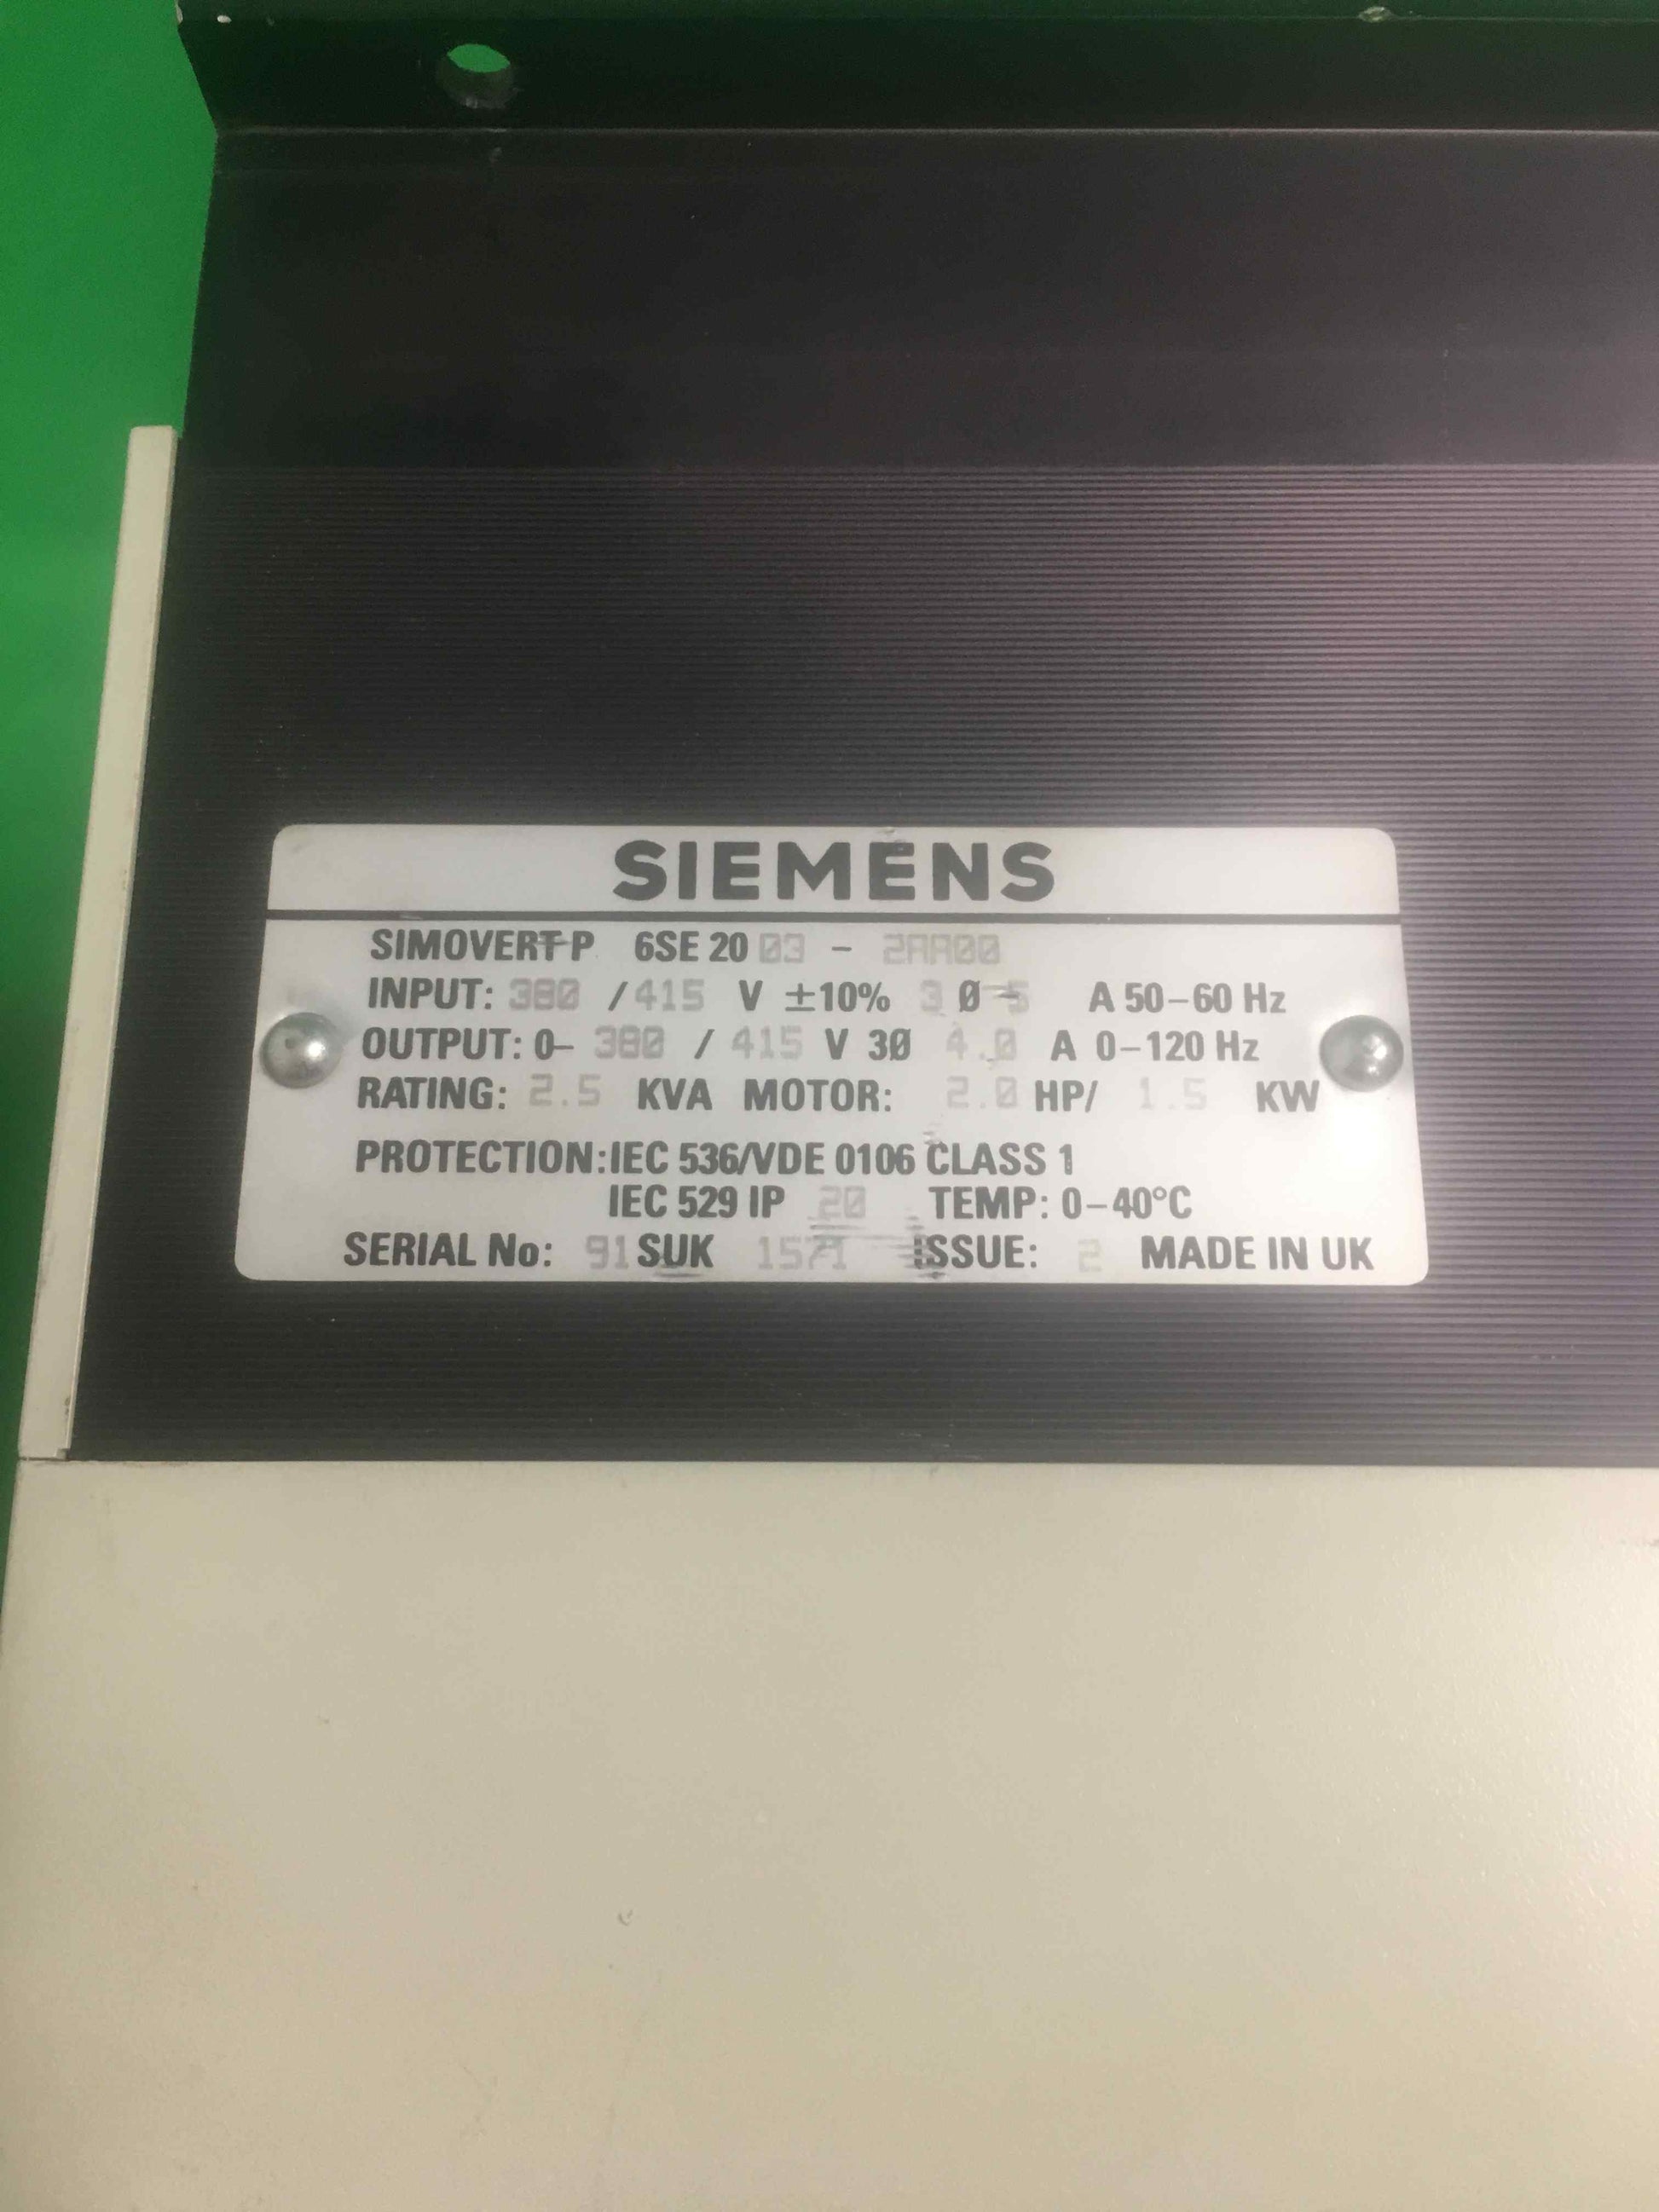 SIEMENS
SIMOVERT P 6SE 20 03 - 2AA00
INPUT: 380 / 415 V ±10% 3 Ø 5 A 50-60 Hz
OUTPUT: 0- 380 / 415 V 3Ø 4.0 A 0-120 Hz
RATING: 2.5 KVA MOTOR: 2.0 HP/ 1.5 KW
PROTECTION: IEC 536/VDE 0106 CLASS 1
IEC 529 IP 20 TEMP: 0-40°C
SERIAL No: 91 SUK 1571 ISSUE: 2 MADE IN UK